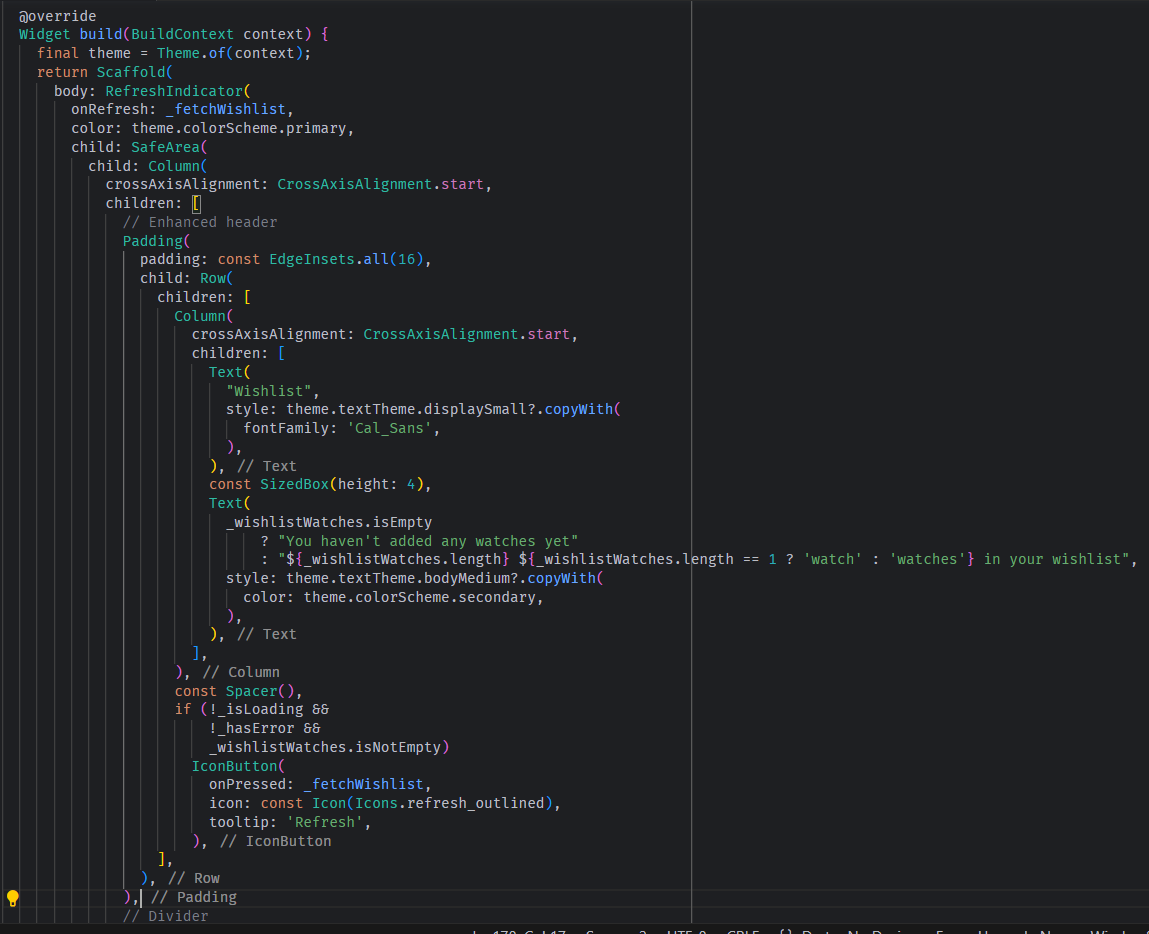 @override
Widget build(BuildContext context) {
final theme = Theme.of(context);
return Scaffold(
body: RefreshIndicator(
onRefresh: _fetchWishlist,
color: theme.colorScheme.primary,
child: SafeArea(
child: Column(
crossAxisAlignment: CrossAxisAlignment.start,
children: [
// Enhanced header
Padding(
padding: const EdgeInsets.all(16),
child: Row(
children: [
Column(
crossAxisAlignment: CrossAxisAlignment.start,
children: [
Text(
"Wishlist",
style: theme.textTheme.displaySmall?.copyWith(
fontFamily: 'Cal_Sans',
),
), // Text
const SizedBox(height: 4),
Text(
_wishlistWatches.isEmpty
? "You haven't added any watches yet"
: "${_wishlistWatches.length} ${_wishlistWatches.length == 1 ? 'watch' : 'watches'} in your wishlist",
style: theme.textTheme.bodyMedium?.copyWith(
color: theme.colorScheme.secondary,
),
), // Text
],
), // Column
const Spacer(),
if (!_isLoading &&
!_hasError &&
_wishlistWatches.isNotEmpty)
IconButton(
onPressed: _fetchWishlist,
icon: const Icon(Icons.refresh_outlined),
tooltip: 'Refresh',
), // IconButton
],
), // Row
), // Padding
// Divider